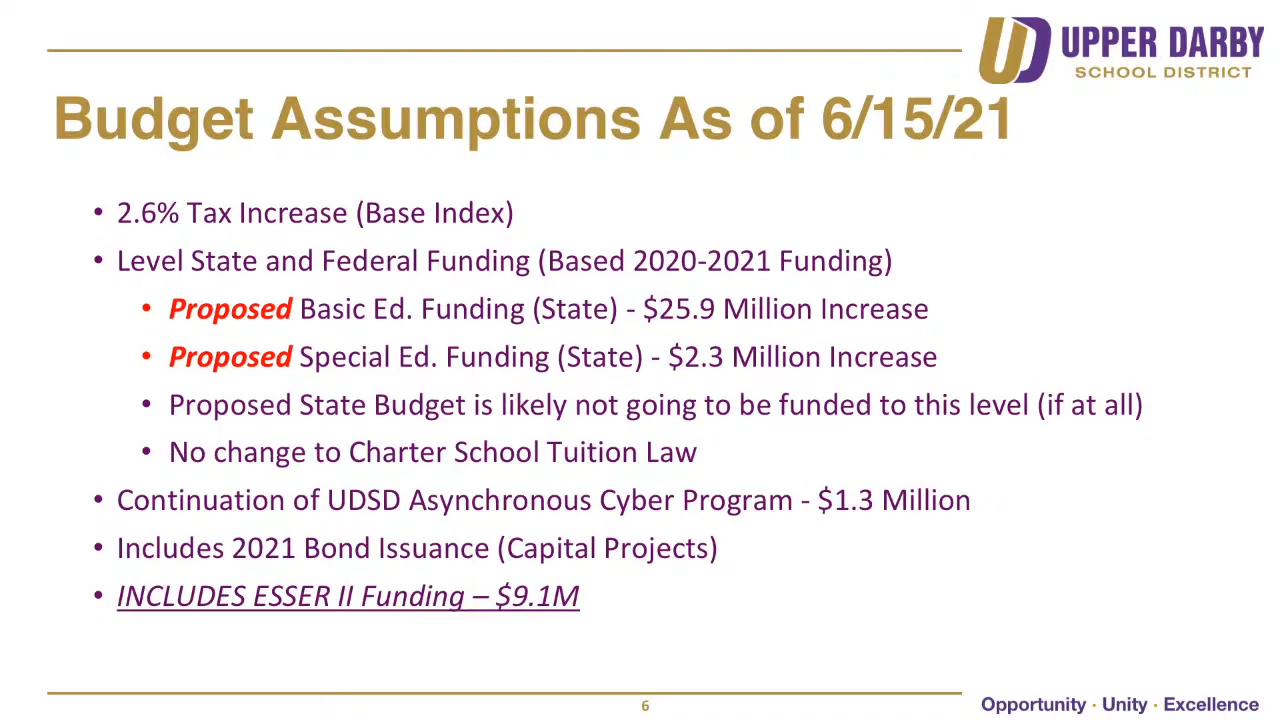 UD UPPER DARBY
SCHOOL DISTRICT
Budget Assumptions As of 6/15/21
• 2.6% Tax Increase (Base Index)
• Level State and Federal Funding (Based 2020-2021 Funding)
• Proposed Basic Ed. Funding (State) - $25.9 Million Increase
• Proposed Special Ed. Funding (State) - $2.3 Million Increase
• Proposed State Budget is likely not going to be funded to this level (if at all)
• No change to Charter School Tuition Law
• Continuation of UDSD Asynchronous Cyber Program - $1.3 Million
• Includes 2021 Bond Issuance (Capital Projects)
• INCLUDES ESSER II Funding – $9.1M
6
Opportunity · Unity · Excellence